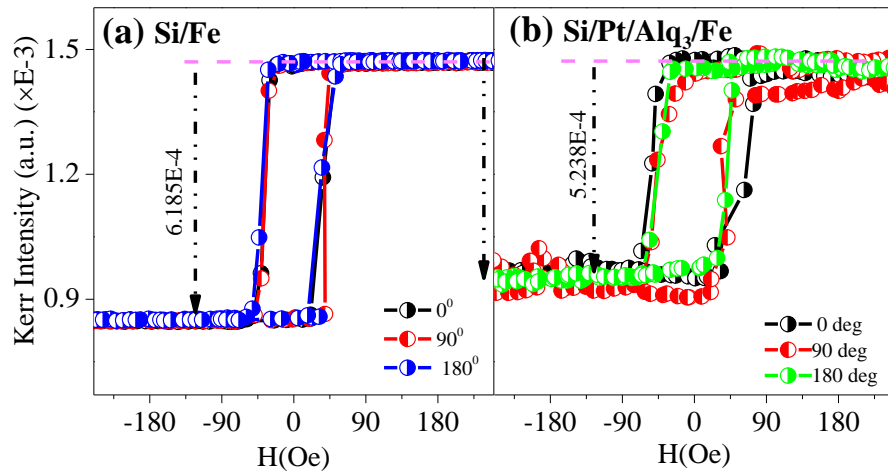 (a) Si/Fe
(b) Si/Pt/Alq₃/Fe
Kerr Intensity (a.u.) (×E-3)
1.5
1.2
0.9
6.185E-4
5.238E-4
0⁰
90⁰
180⁰
0 deg
90 deg
180 deg
-180 -90 0 90 180
-180 -90 0 90 180
H(Oe)
H(Oe)